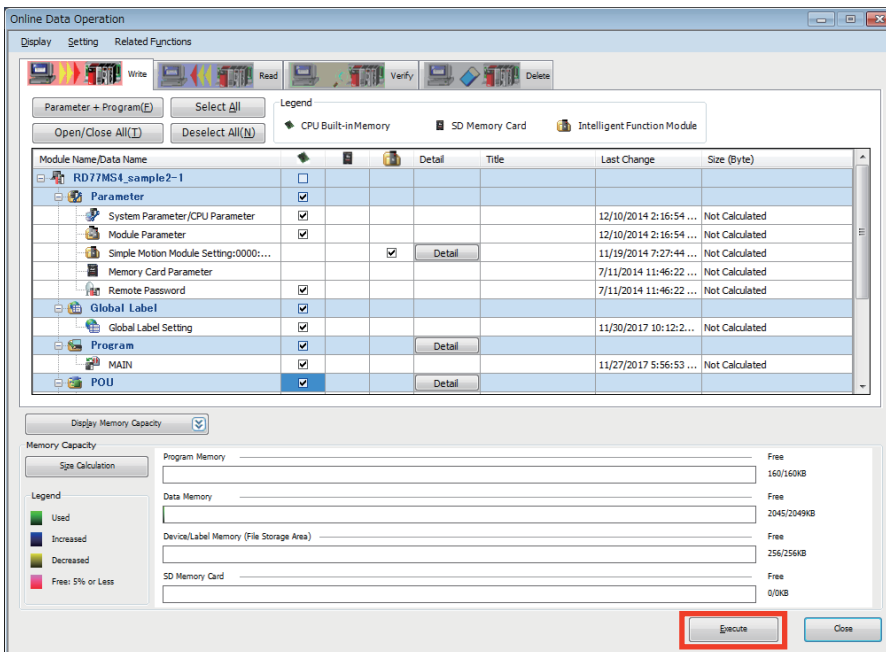 Online Data Operation
Display Setting Related Functions
Write Read Verify Delete
Parameter + Program(F) Select All Legend
CPU Built-in Memory SD Memory Card Intelligent Function Module
Open/Close All(T) Deselect All(N)
Module Name/Data Name Detail Title Last Change Size (Byte)
RD77MS4_sample2-1
Parameter
System Parameter/CPU Parameter 12/10/2014 2:16:54 ... Not Calculated
Module Parameter 12/10/2014 2:16:54 ... Not Calculated
Simple Motion Module Setting:0000:... Detail 11/19/2014 7:27:44 ... Not Calculated
Memory Card Parameter 7/11/2014 11:46:22 ... Not Calculated
Remote Password 7/11/2014 11:46:22 ... Not Calculated
Global Label
Global Label Setting 11/30/2017 10:12:2... Not Calculated
Program Detail
MAIN 11/27/2017 5:56:53 ... Not Calculated
POU Detail
Display Memory Capacity
Memory Capacity
Size Calculation
Program Memory Free
160/160KB
Legend
Used
Increased
Decreased
Free: 5% or Less
Data Memory Free
2045/2049KB
Device/Label Memory (File Storage Area) Free
256/256KB
SD Memory Card Free
0/0KB
Execute Close